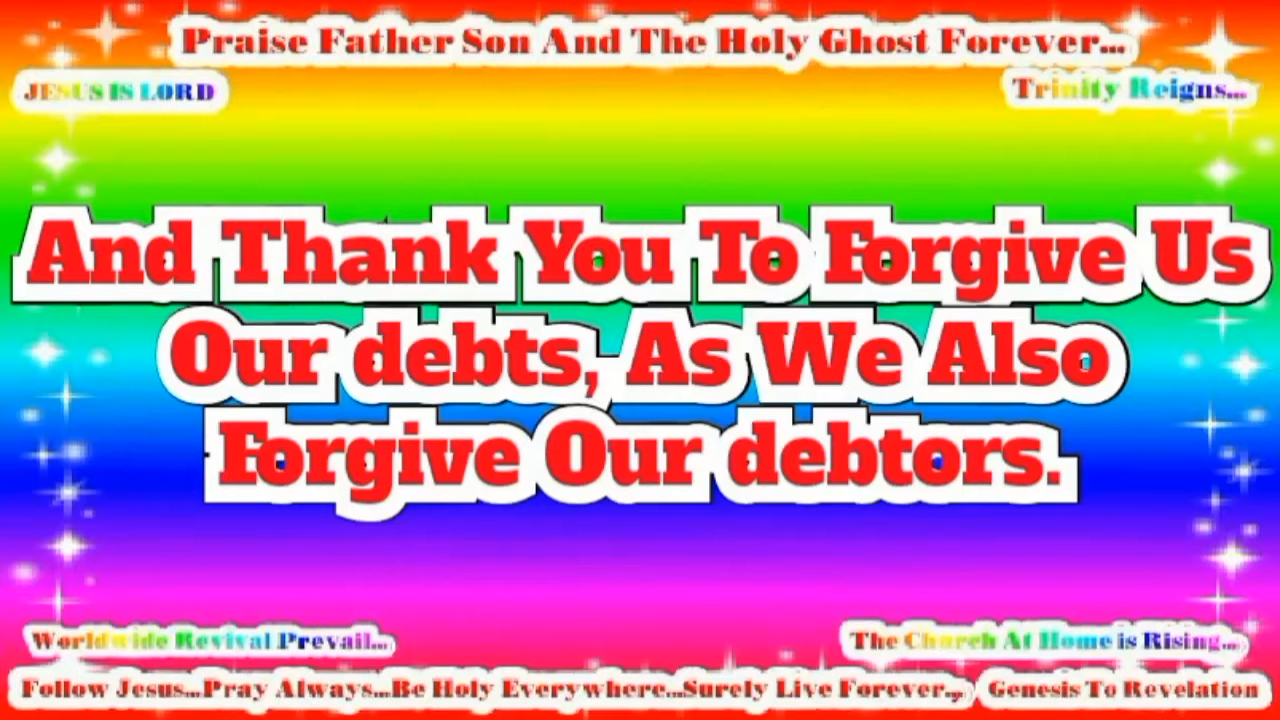 Praise Father Son And The Holy Ghost Forever...
JESUS IS LORD
Trinity Reigns...
And Thank You To Forgive Us
Our debts, As We Also
Forgive Our debtors.
Worldwide Revival Prevail...
The Church At Home is Rising...
Follow Jesus...Pray Always...Be Holy Everywhere...Surely Live Forever...
Genesis To Revelation